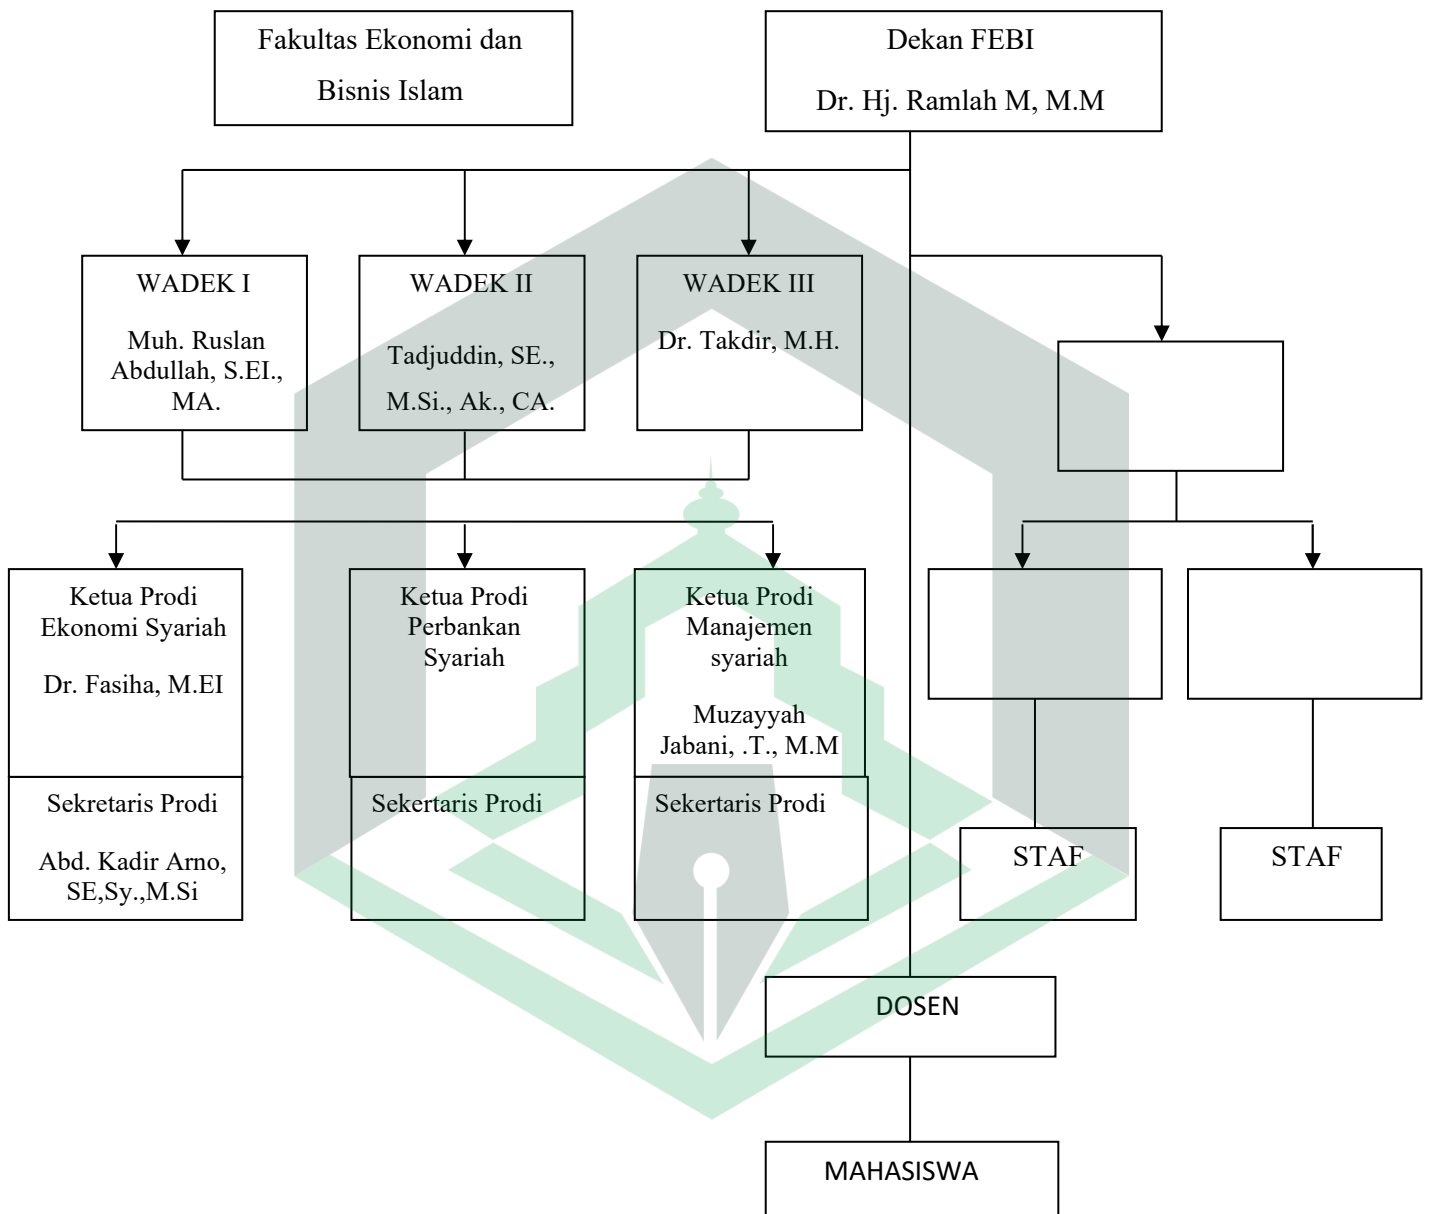 Fakultas Ekonomi dan
Bisnis Islam
Dekan FEBI
Dr. Hj. Ramlah M, M.M
WADEK I
Muh. Ruslan
Abdullah, S.EI.,
MA.
WADEK II
Tadjuddin, SE.,
M.Si., Ak., CA.
WADEK III
Dr. Takdir, M.H.
Ketua Prodi
Ekonomi Syariah
Dr. Fasiha, M.EI
Ketua Prodi
Perbankan
Syariah
Ketua Prodi
Manajemen
syariah
Muzayyah
Jabani, .T., M.M
Sekretaris Prodi
Abd. Kadir Arno,
SE,Sy.,M.Si
Sekertaris Prodi
Sekertaris Prodi
STAF
STAF
DOSEN
MAHASISWA